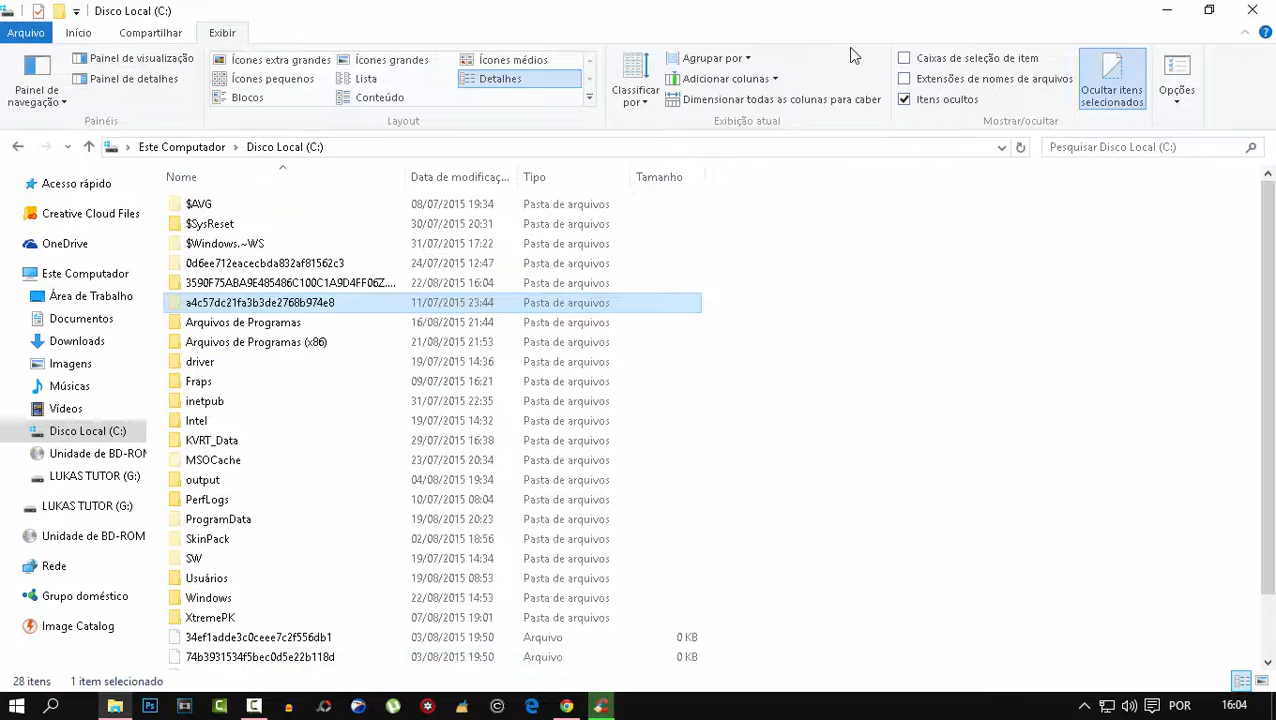 Disco Local (C:)
Arquivo Início Compartilhar Exibir
Painel de navegação
Painel de visualização
Painel de detalhes
Painéis
Ícones extra grandes Ícones grandes Ícones médios
Ícones pequenos Lista Detalhes
Blocos Conteúdo
Layout
Classificar por
Agrupar por
Adicionar colunas
Dimensionar todas as colunas para caber
Exibição atual
Caixas de seleção de item
Extensões de nomes de arquivos
Itens ocultos
Ocultar itens selecionados
Mostrar/ocultar
Opções
Este Computador Disco Local (C:)
Pesquisar Disco Local (C:)
Acesso rápido
Creative Cloud Files
OneDrive
Este Computador
Área de Trabalho
Documentos
Downloads
Imagens
Músicas
Vídeos
Disco Local (C:)
Unidade de BD-ROM
LUKAS TUTOR (G:)
LUKAS TUTOR (G:)
Unidade de BD-ROM
Rede
Grupo doméstico
Image Catalog
Nome Data de modificaç... Tipo Tamanho
$AVG 08/07/2015 19:34 Pasta de arquivos
$SysReset 30/07/2015 20:31 Pasta de arquivos
$Windows.~WS 31/07/2015 17:22 Pasta de arquivos
0d6ee712eacecbda832af81562c3 24/07/2015 12:47 Pasta de arquivos
3590F75ABA9E485486C100C1A9D4FF06Z.... 22/08/2015 16:04 Pasta de arquivos
a4c57dc21fa3b3de2768b974e8 11/07/2015 23:44 Pasta de arquivos
Arquivos de Programas 16/08/2015 21:44 Pasta de arquivos
Arquivos de Programas (x86) 21/08/2015 21:53 Pasta de arquivos
driver 19/07/2015 14:36 Pasta de arquivos
Fraps 09/07/2015 16:21 Pasta de arquivos
inetpub 31/07/2015 22:35 Pasta de arquivos
Intel 19/07/2015 14:32 Pasta de arquivos
KVRT_Data 29/07/2015 16:38 Pasta de arquivos
MSOCache 23/07/2015 20:34 Pasta de arquivos
output 04/08/2015 19:34 Pasta de arquivos
PerfLogs 10/07/2015 08:04 Pasta de arquivos
ProgramData 19/08/2015 20:23 Pasta de arquivos
SkinPack 02/08/2015 18:56 Pasta de arquivos
SW 19/07/2015 14:34 Pasta de arquivos
Usuários 19/08/2015 08:53 Pasta de arquivos
Windows 22/08/2015 14:53 Pasta de arquivos
XtremePK 07/08/2015 19:01 Pasta de arquivos
34ef1adde3c0ceee7c2f556db1 03/08/2015 19:50 Arquivo 0 KB
74b3931534f5bec0d5e22b118d 03/08/2015 19:50 Arquivo 0 KB
28 itens 1 item selecionado
POR 16:04